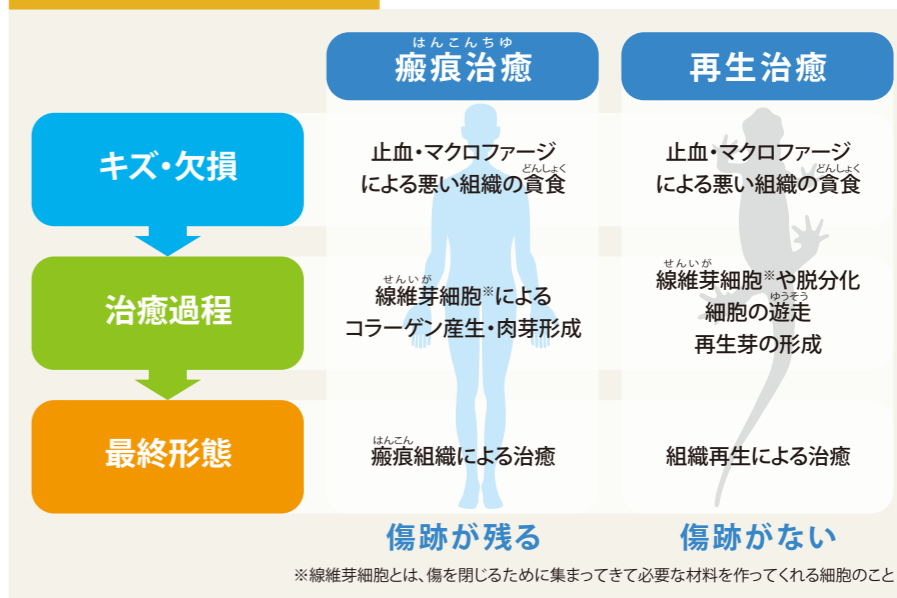 はんこんちゆ
瘢痕治癒
再生治癒
キズ・欠損
止血・マクロファージ
どんしょく
による悪い組織の貪食
止血・マクロファージ
どんしょく
による悪い組織の貪食
治癒過程
せんいが
線維芽細胞※による
コラーゲン産生・肉芽形成
せんいが
線維芽細胞※や脱分化
ゆうそう
細胞の遊走
再生芽の形成
最終形態
はんこん
瘢痕組織による治癒
組織再生による治癒
傷跡が残る
傷跡がない
※線維芽細胞とは、傷を閉じるために集まってきて必要な材料を作ってくれる細胞のこと